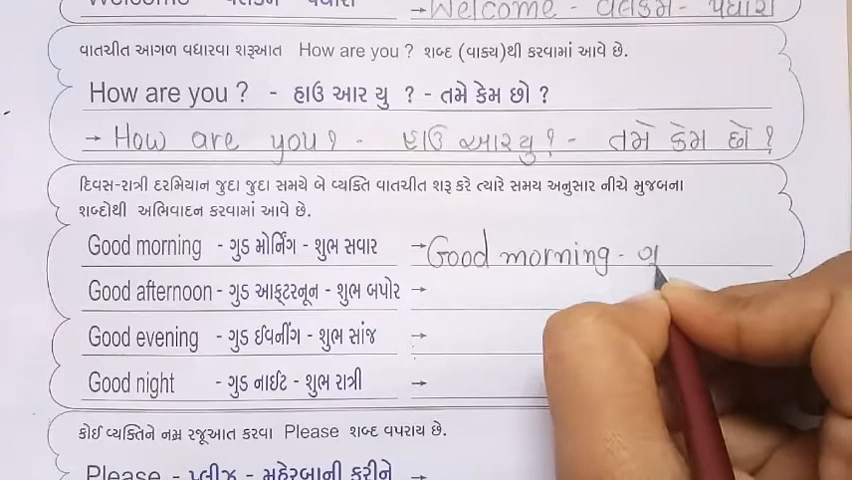 Welcome - વેલકમ - પધારો →Welcome - વેલકમ - પધારો
વાતચીત આગળ વધારવા શરૂઆત How are you ? શબ્દ (વાક્ય)થી કરવામાં આવે છે.
How are you ? - હાઉ આર યુ ? - તમે કેમ છો ?
→ How are you? - હાઉ આર યુ? - તમે કેમ છો ?
દિવસ-રાત્રી દરમિયાન જુદા જુદા સમયે બે વ્યક્તિ વાતચીત શરૂ કરે ત્યારે સમય અનુસાર નીચે મુજબના
શબ્દોથી અભિવાદન કરવામાં આવે છે.
Good morning - ગુડ મોર્નિંગ - શુભ સવાર →Good morning - ગુ
Good afternoon - ગુડ આફ્ટરનૂન - શુભ બપોર →
Good evening - ગુડ ઈવનીંગ - શુભ સાંજ →
Good night - ગુડ નાઈટ - શુભ રાત્રી →
કોઈ વ્યક્તિને નમ્ર રજૂઆત કરવા Please શબ્દ વપરાય છે.
Please - પ્લીઝ - મહેરબાની કરીને →